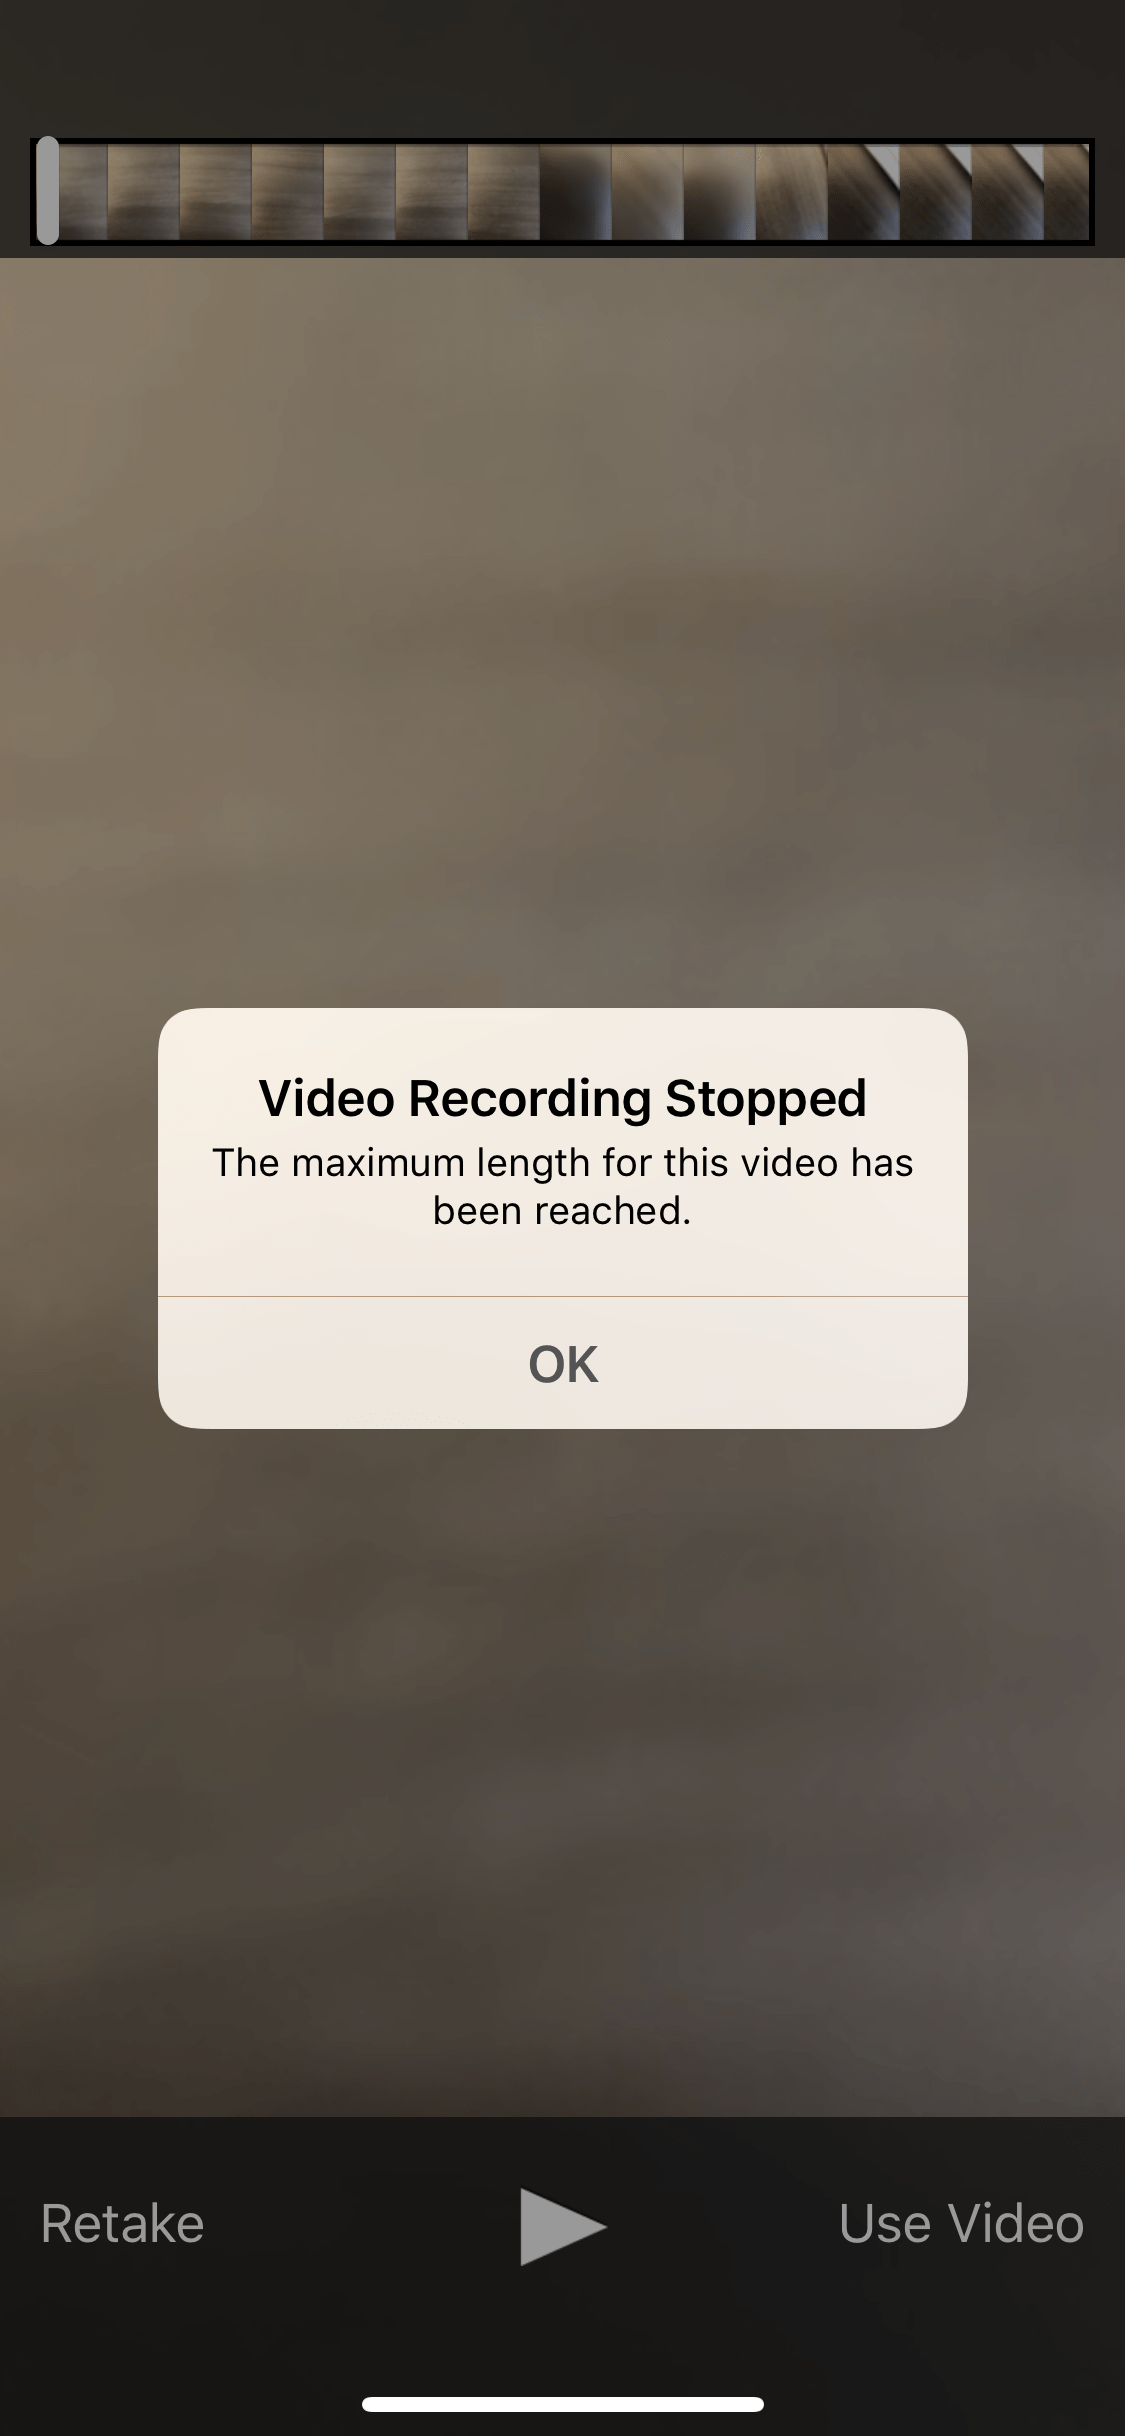 Video Recording Stopped
The maximum length for this video has
been reached.
OK
Retake
Use Video